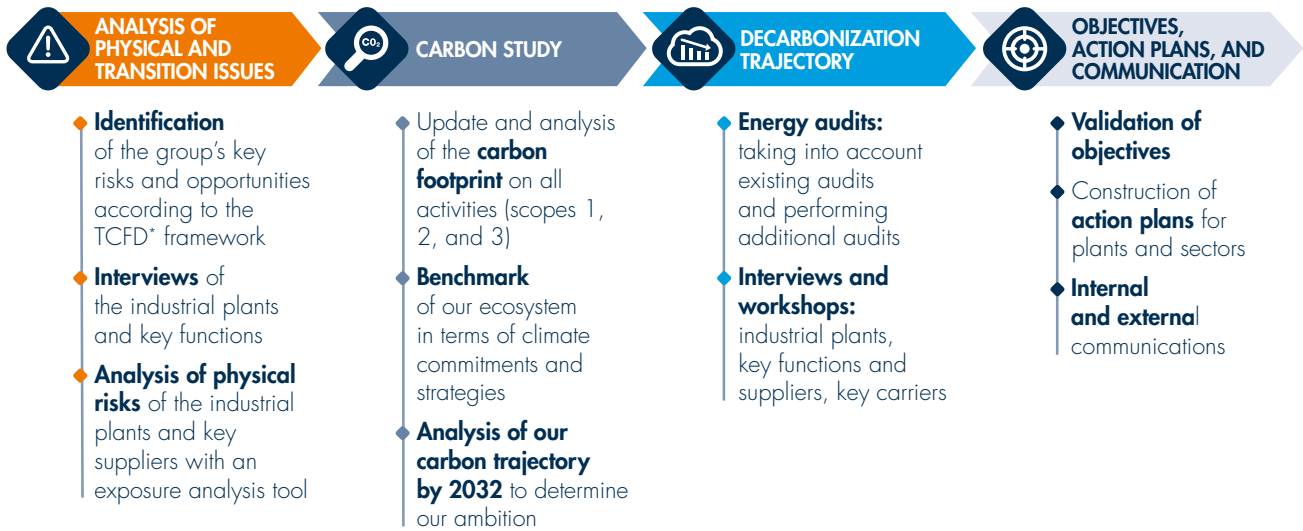 ANALYSIS OF
PHYSICAL AND
TRANSITION ISSUES
Identification
of the group's key
risks and opportunities
according to the
TCFD* framework
Interviews of
the industrial plants
and key functions
Analysis of physical
risks of the industrial
plants and key
suppliers with an
exposure analysis tool
CO₂
CARBON STUDY
Update and analysis
of the carbon
footprint on all
activities (scopes 1,
2, and 3)
Benchmark
of our ecosystem
in terms of climate
commitments and
strategies
Analysis of our
carbon trajectory
by 2032 to determine
our ambition
DECARBONIZATION
TRAJECTORY
Energy audits:
taking into account
existing audits
and performing
additional audits
Interviews and
workshops:
industrial plants,
key functions and
suppliers, key carriers
OBJECTIVES,
ACTION PLANS, AND
COMMUNICATION
Validation of
objectives
Construction of
action plans for
plants and sectors
Internal
and external
communications